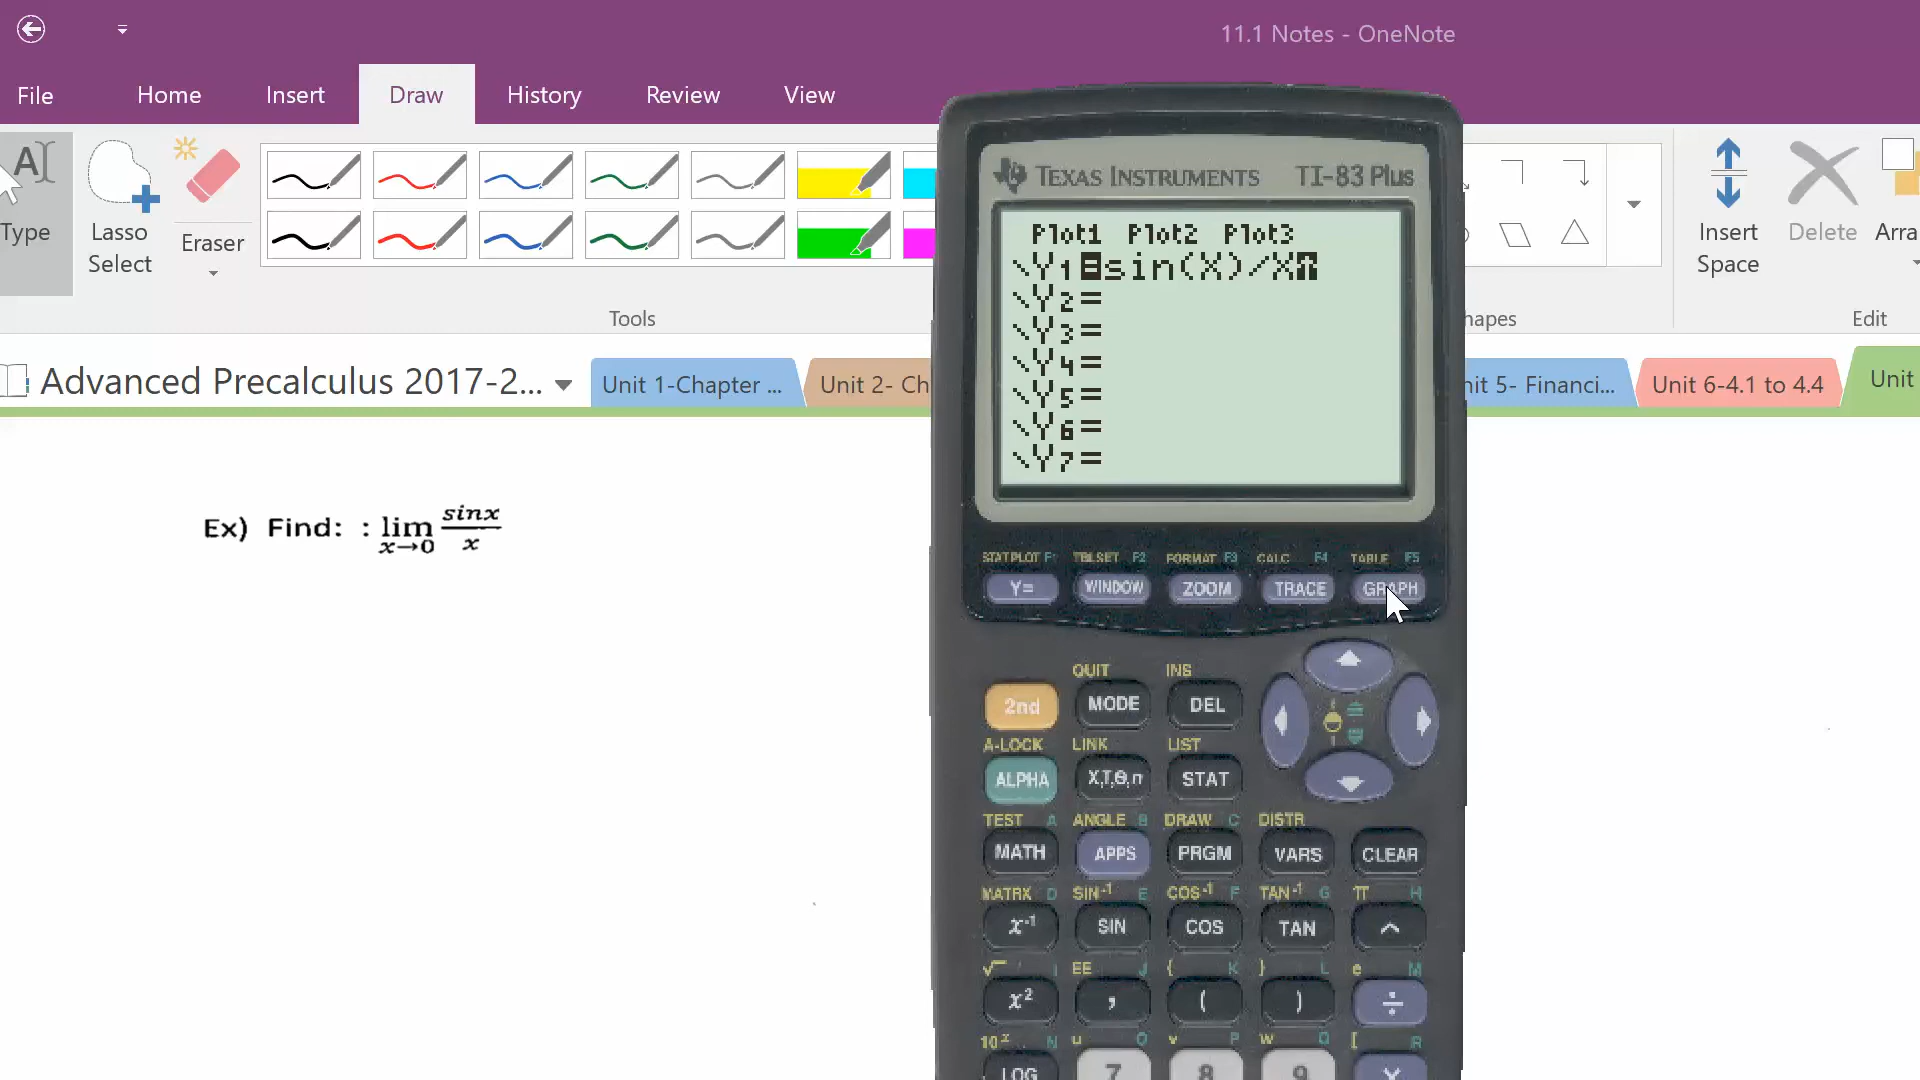 11.1 Notes - OneNote
File Home Insert Draw History Review View
Type
Lasso Select
Eraser
Tools
Insert Space
Delete
Edit
Advanced Precalculus 2017-2...
Unit 1-Chapter ...
Unit 2- Ch
5- Financi...
Unit 6-4.1 to 4.4
Unit
Ex) Find: : lim x→0 sinx/x
TEXAS INSTRUMENTS TI-83 Plus
Plot1 Plot2 Plot3
\Y1=sin(X)/X
\Y2=
\Y3=
\Y4=
\Y5=
\Y6=
\Y7=
STAT PLOT F1 TBLSET F2 FORMAT F3 CALC F4 TABLE F5
Y= WINDOW ZOOM TRACE GRAPH
QUIT INS
2nd MODE DEL
A-LOCK LINK LIST
ALPHA X,T,Θ,n STAT
TEST A ANGLE B DRAW C DISTR
MATH APPS PRGM VARS CLEAR
MATRX D SIN-1 E COS-1 F TAN-1 G π H
x-1 SIN COS TAN ^
√ I EE J { K } L e M
x2 , ( ) ÷
10x N u O v P w Q [ R
LOG 7 8 9 ×